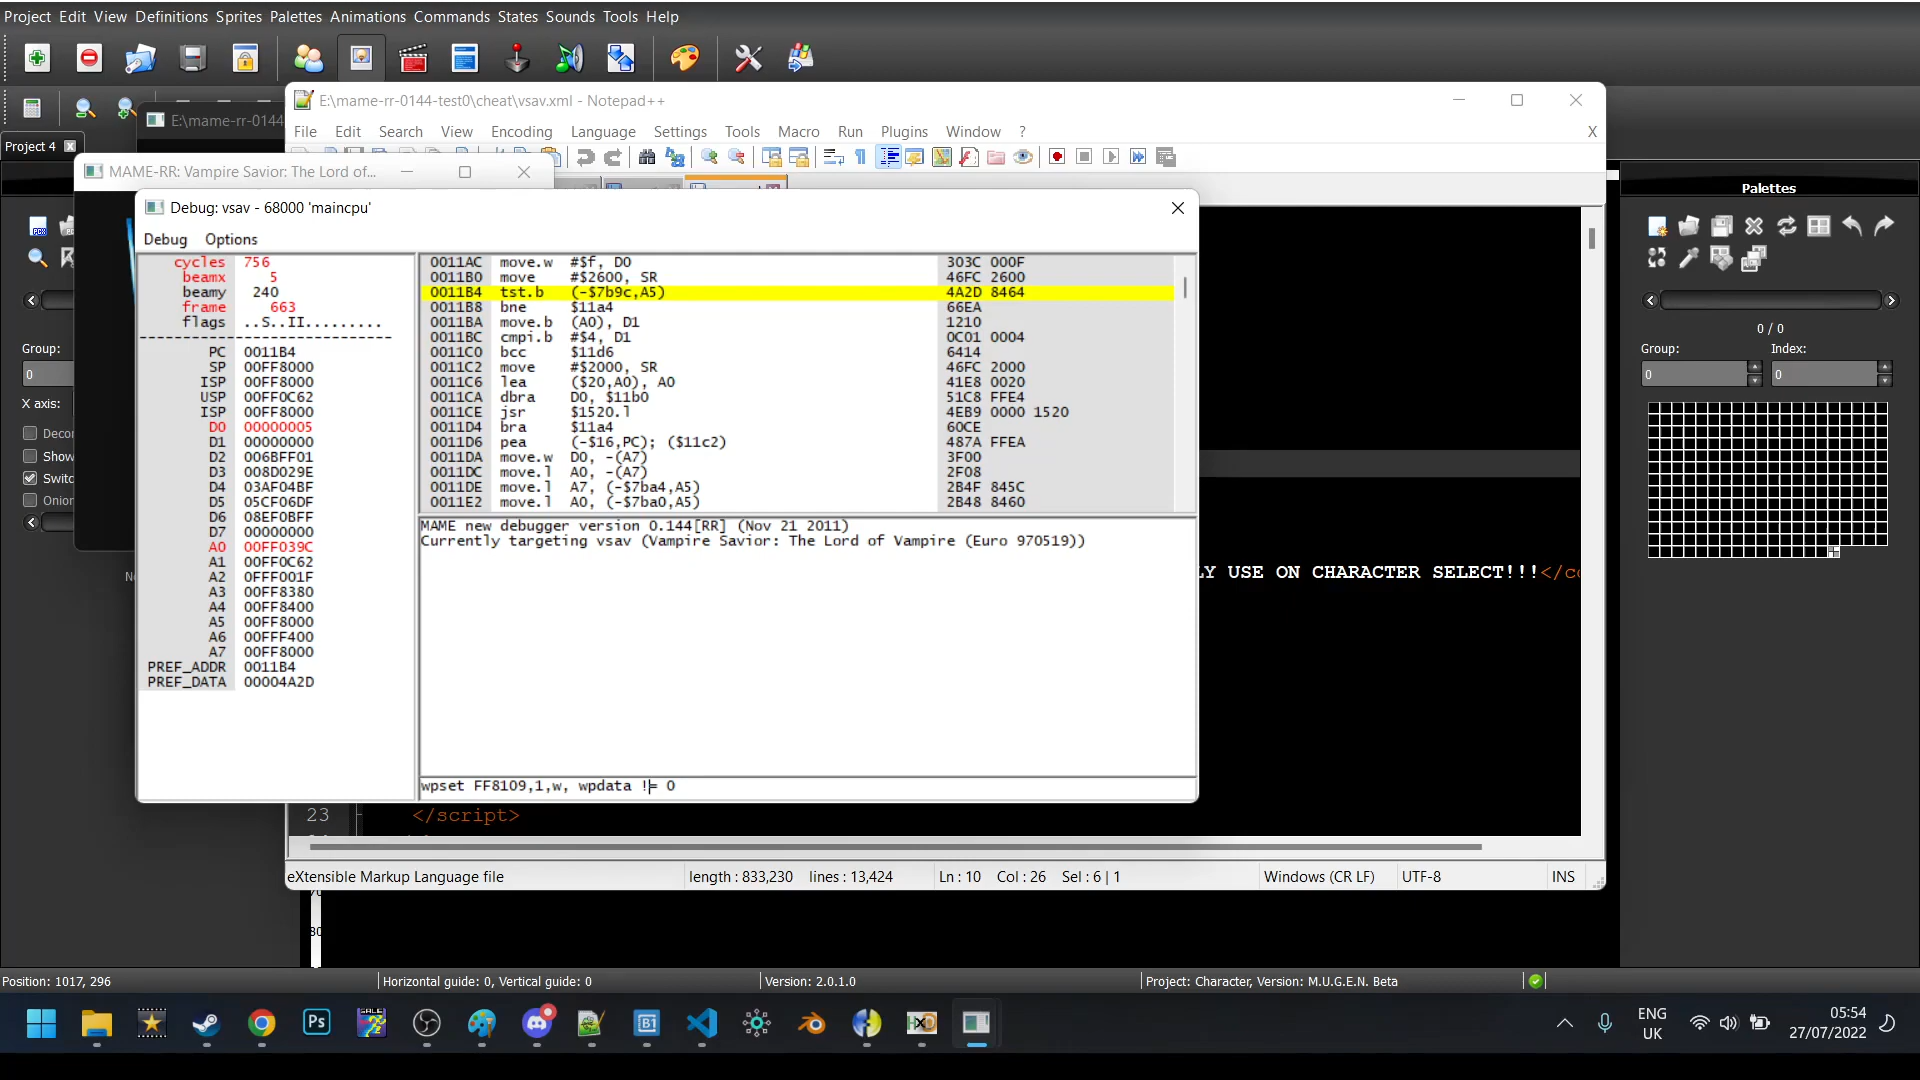 Project Edit View Definitions Sprites Palettes Animations Commands States Sounds Tools Help
E:\mame-rr-0144-test0\cheat\vsav.xml - Notepad++
E:\mame-rr-0144
File Edit Search View Encoding Language Settings Tools Macro Run Plugins Window ? X
Project 4
MAME-RR: Vampire Savior: The Lord of...
Debug: vsav - 68000 'maincpu'
Debug Options
cycles 756
beamx 5
beamy 240
frame 663
flags ..S..II.........
PC 0011B4
SP 00FF8000
ISP 00FF8000
USP 00FF0C62
ISP 00FF8000
D0 00000005
D1 00000000
D2 006BFF01
D3 008D029E
D4 03AF04BF
D5 05CF06DF
D6 08EF0BFF
D7 00000000
A0 00FF039C
A1 00FF0C62
A2 0FFF001F
A3 00FF8380
A4 00FF8400
A5 00FF8000
A6 00FFF400
A7 00FF8000
PREF_ADDR 0011B4
PREF_DATA 00004A2D
0011AC move.w #$f, D0 303C 000F
0011B0 move #$2600, SR 46FC 2600
0011B4 tst.b (-$7b9c,A5) 4A2D 8464
0011B8 bne $11a4 66EA
0011BA move.b (A0), D1 1210
0011BC cmpi.b #$4, D1 0C01 0004
0011C0 bcc $11d6 6414
0011C2 move #$2000, SR 46FC 2000
0011C6 lea ($20,A0), A0 41E8 0020
0011CA dbra D0, $11b0 51C8 FFE4
0011CE jsr $1520.l 4EB9 0000 1520
0011D4 bra $11a4 60CE
0011D6 pea (-$16,PC); ($11c2) 487A FFEA
0011DA move.w D0, -(A7) 3F00
0011DC move.l A0, -(A7) 2F08
0011DE move.l A7, (-$7ba4,A5) 2B4F 845C
0011E2 move.l A0, (-$7ba0,A5) 2B48 8460
MAME new debugger version 0.144[RR] (Nov 21 2011)
Currently targeting vsav (Vampire Savior: The Lord of Vampire (Euro 970519))
wpset FF8109,1,w, wpdata != 0
LY USE ON CHARACTER SELECT!!!</co
23 </script>
eXtensible Markup Language file length : 833,230 lines : 13,424 Ln : 10 Col : 26 Sel : 6 | 1 Windows (CR LF) UTF-8 INS
Group:
0
X axis:
Deco
Show
Switc
Onion
Palettes
0 / 0
Group: Index:
0 0
80
Position: 1017, 296 Horizontal guide: 0, Vertical guide: 0 Version: 2.0.1.0 Project: Character, Version: M.U.G.E.N. Beta
Ps
ENG
UK
05:54
27/07/2022